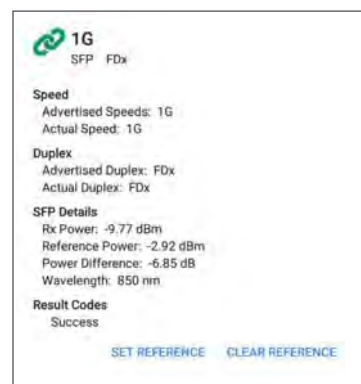 1G
SFP FDx
Speed
Advertised Speeds: 1G
Actual Speed: 1G
Duplex
Advertised Duplex: FDx
Actual Duplex: FDx
SFP Details
Rx Power: -9.77 dBm
Reference Power: -2.92 dBm
Power Difference: -6.85 dB
Wavelength: 850 nm
Result Codes
Success
SET REFERENCE CLEAR REFERENCE